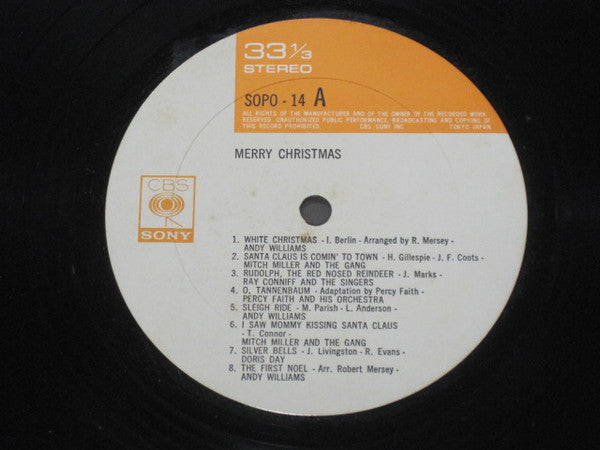 33 1/3
STEREO
SOPO - 14 A
ALL RIGHTS OF THE MANUFACTURER AND OF THE OWNER OF THE RECORDED WORK
RESERVED. UNAUTHORIZED PUBLIC PERFORMANCE, BROADCASTING AND COPYING OF
THIS RECORD PROHIBITED. CBS SONY INC. TOKYO JAPAN
MERRY CHRISTMAS
CBS
SONY
1. WHITE CHRISTMAS - I. Berlin - Arranged by R. Mersey -
ANDY WILLIAMS
2. SANTA CLAUS IS COMIN' TO TOWN - H. Gillespie - J. F. Coots -
MITCH MILLER AND THE GANG
3. RUDOLPH, THE RED NOSED REINDEER - J. Marks -
RAY CONNIFF AND THE SINGERS
4. O, TANNENBAUM - Adaptation by Percy Faith -
PERCY FAITH AND HIS ORCHESTRA
5. SLEIGH RIDE - M. Parish - L. Anderson -
ANDY WILLIAMS
6. I SAW MOMMY KISSING SANTA CLAUS
- T. Connor -
MITCH MILLER AND THE GANG
7. SILVER BELLS - J. Livingston - R. Evans -
DORIS DAY
8. THE FIRST NOEL - Arr. Robert Mersey -
ANDY WILLIAMS